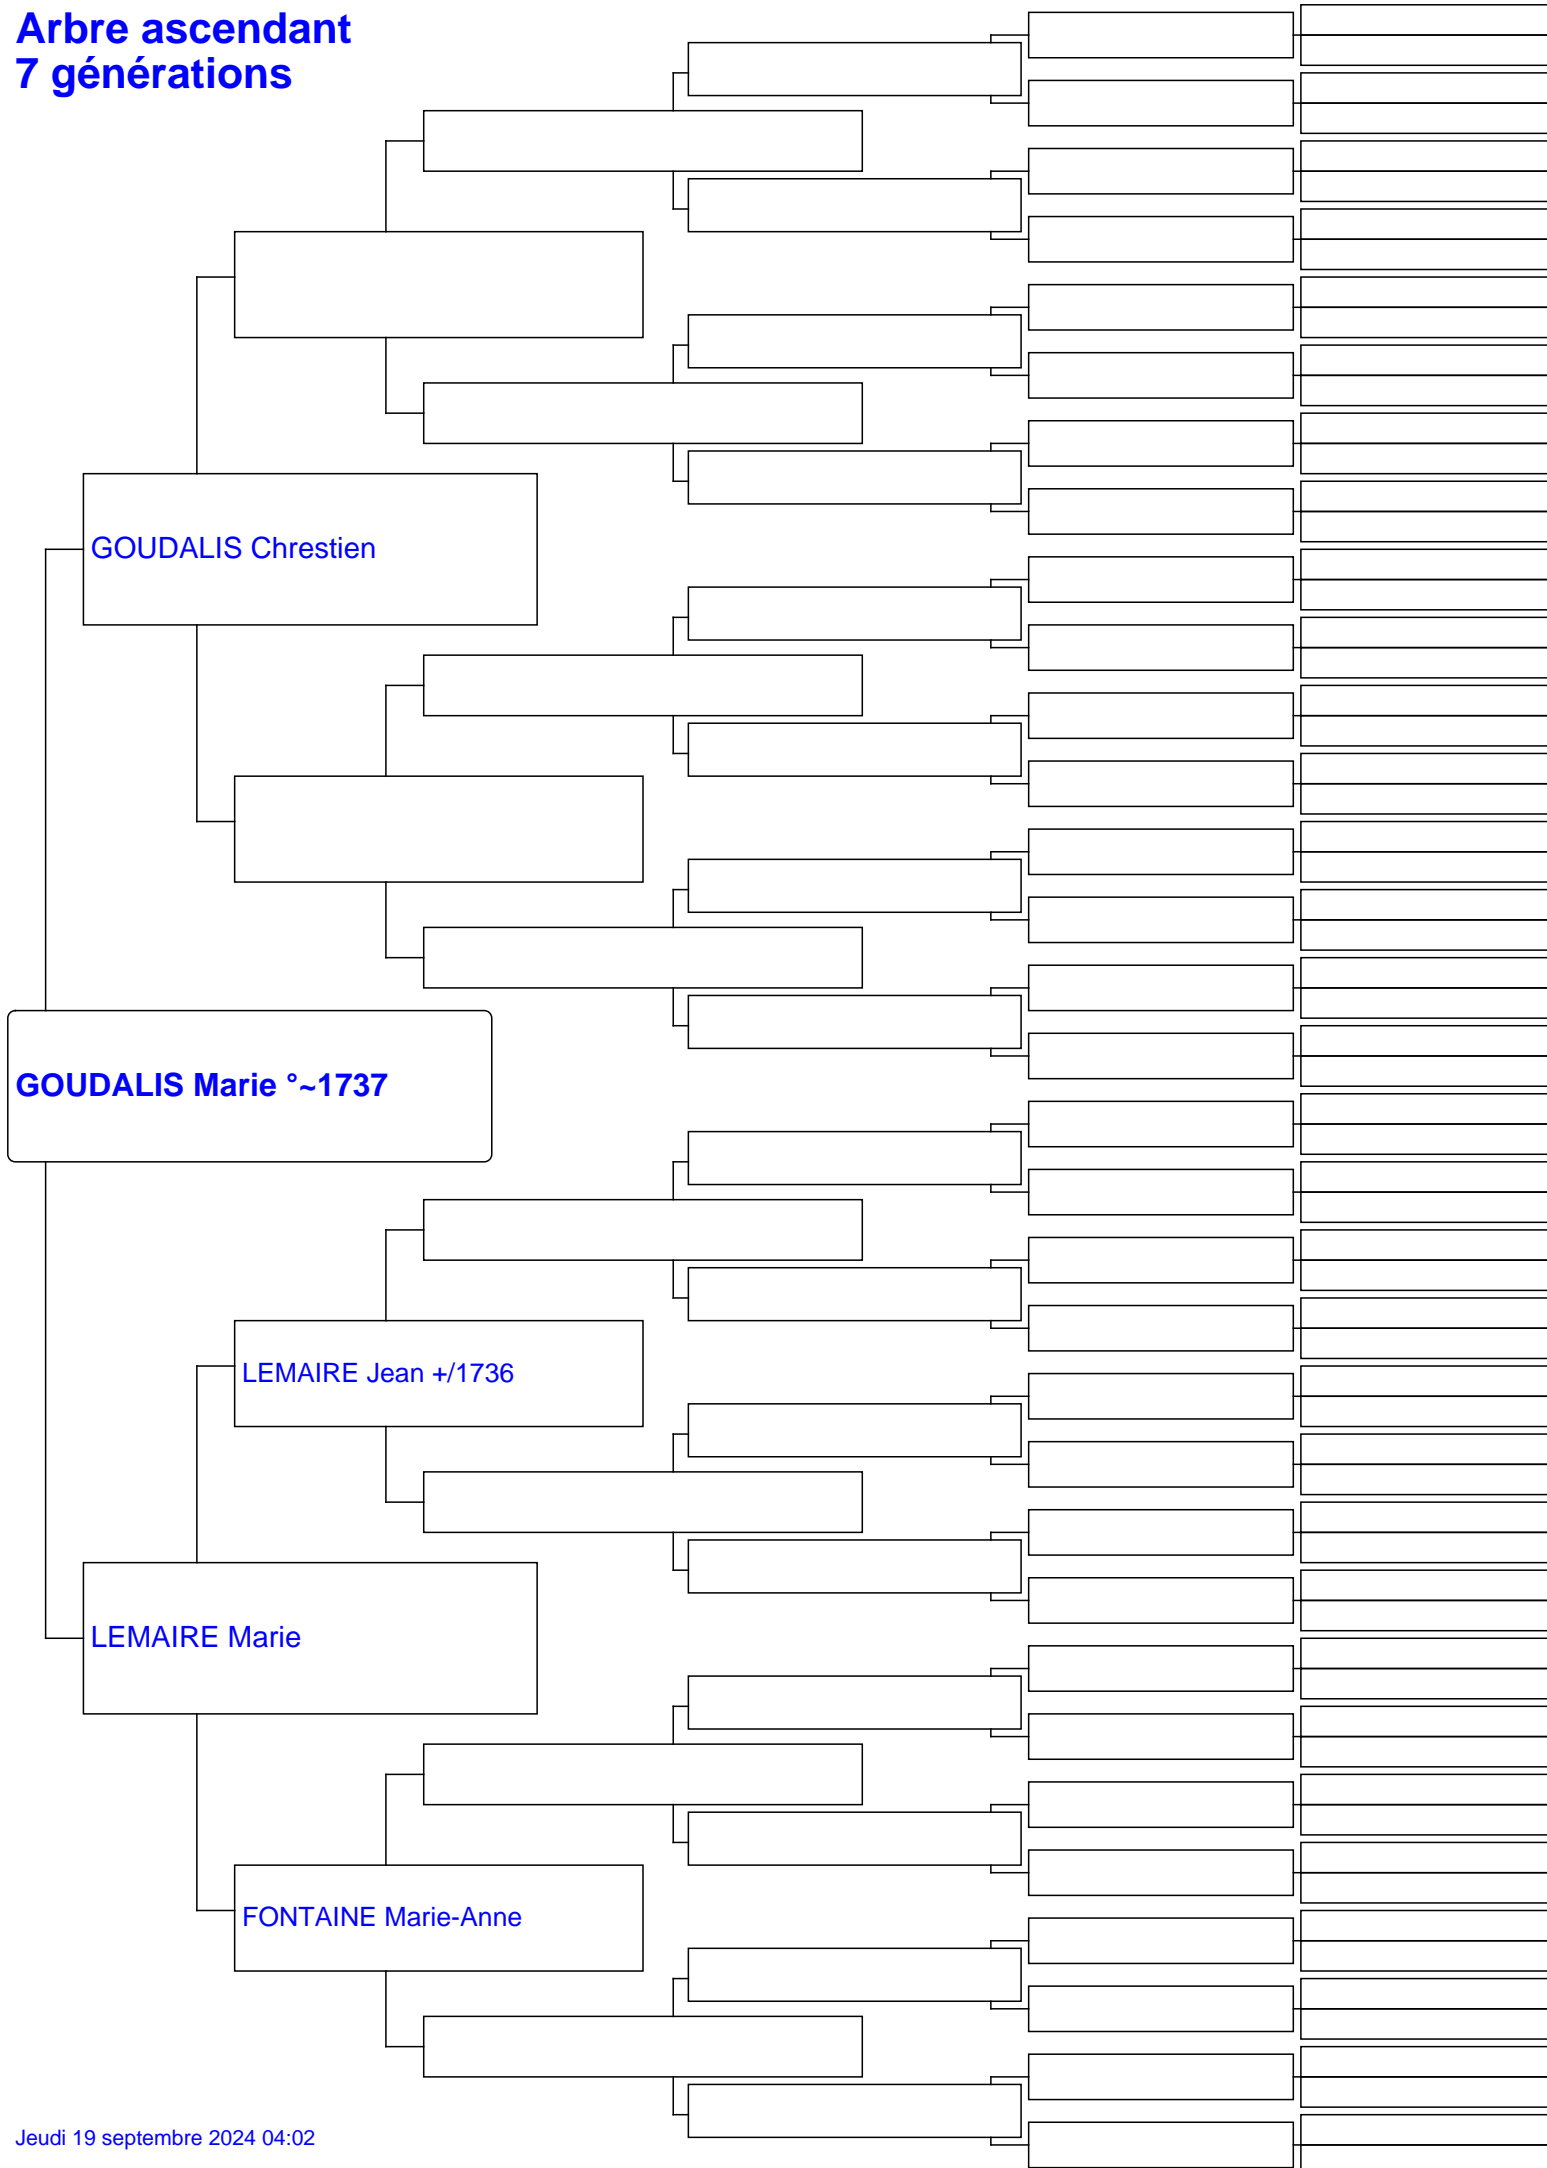 Arbre ascendant
7 générations
GOUDALIS Chrestien
GOUDALIS Marie °~1737
LEMAIRE Jean +/1736
LEMAIRE Marie
FONTAINE Marie-Anne
Jeudi 19 septembre 2024 04:02